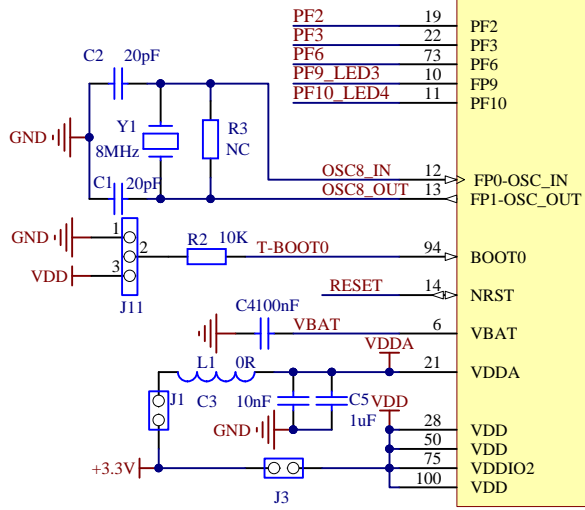 PF2 19 PF2
PF3 22 PF3
PF6 73 PF6
PF9_LED3 10 FP9
PF10_LED4 11 PF10
C2 20pF
GND
Y1
8MHz
R3
NC
OSC8_IN 12 FP0-OSC_IN
C1 20pF
OSC8_OUT 13 FP1-OSC_OUT
GND 1
2 R2 10K T-BOOT0 94 BOOT0
VDD 3
J11
RESET 14 NRST
C4 100nF
VBAT 6 VBAT
VDDA
L1 0R 21 VDDA
J1
C3 10nF C5
1uF
VDD
GND 28 VDD
50 VDD
+3.3V 75 VDDIO2
100 VDD
J3